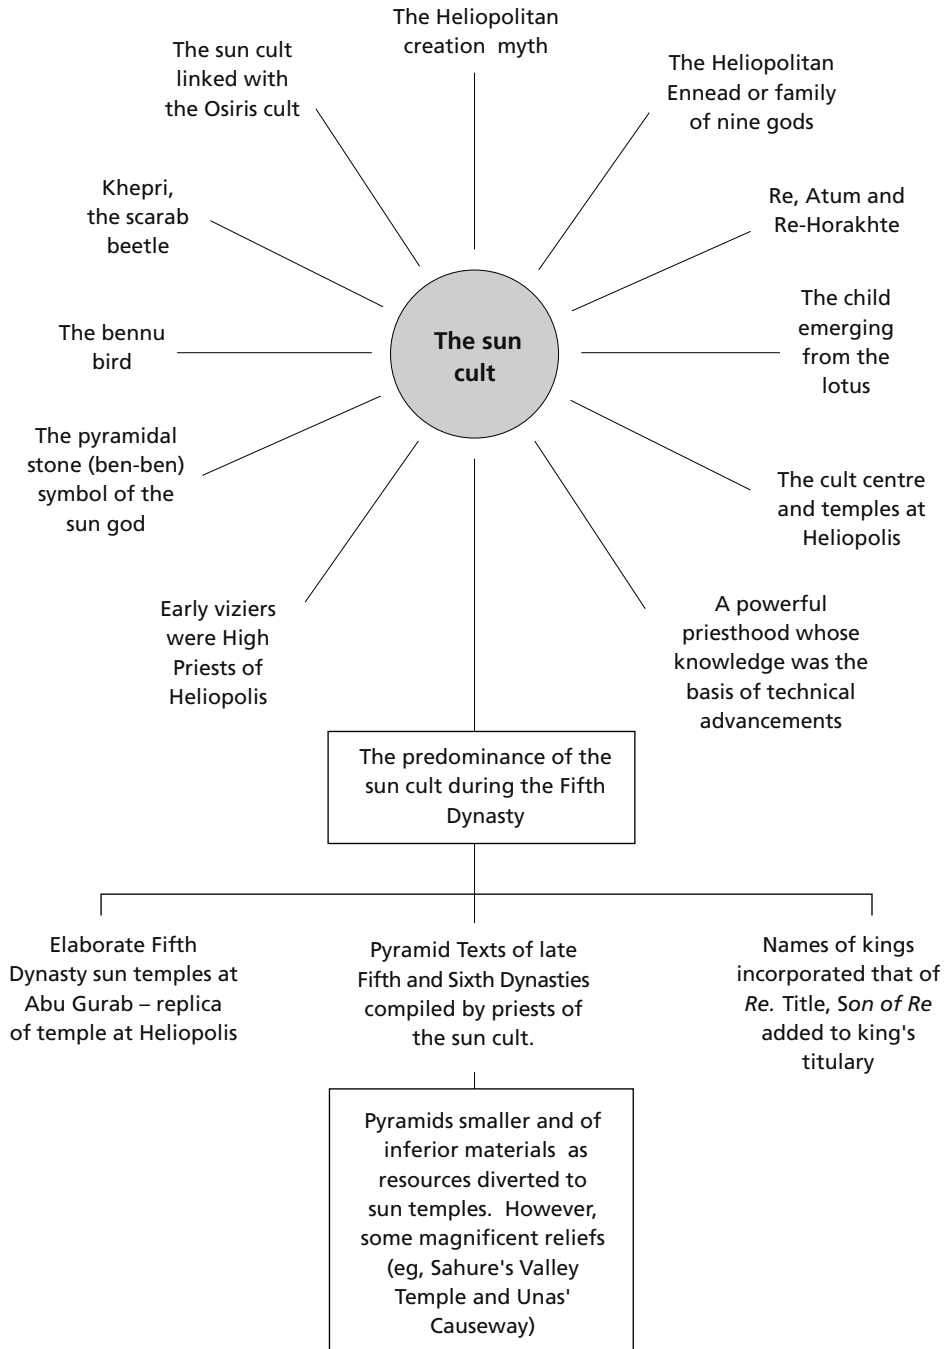 The Heliopolitan
creation myth
The sun cult
linked with
the Osiris cult
The Heliopolitan
Ennead or family
of nine gods
Khepri,
the scarab
beetle
Re, Atum and
Re-Horakhte
The bennu
bird
The sun
cult
The child
emerging
from the
lotus
The pyramidal
stone (ben-ben)
symbol of the
sun god
The cult centre
and temples at
Heliopolis
Early viziers
were High
Priests of
Heliopolis
A powerful
priesthood whose
knowledge was the
basis of technical
advancements
The predominance of the
sun cult during the Fifth
Dynasty
Elaborate Fifth
Dynasty sun temples at
Abu Gurab – replica
of temple at Heliopolis
Pyramid Texts of late
Fifth and Sixth Dynasties
compiled by priests of
the sun cult.
Names of kings
incorporated that of
Re. Title, Son of Re
added to king's
titulary
Pyramids smaller and of
inferior materials as
resources diverted to
sun temples. However,
some magnificent reliefs
(eg, Sahure's Valley
Temple and Unas'
Causeway)